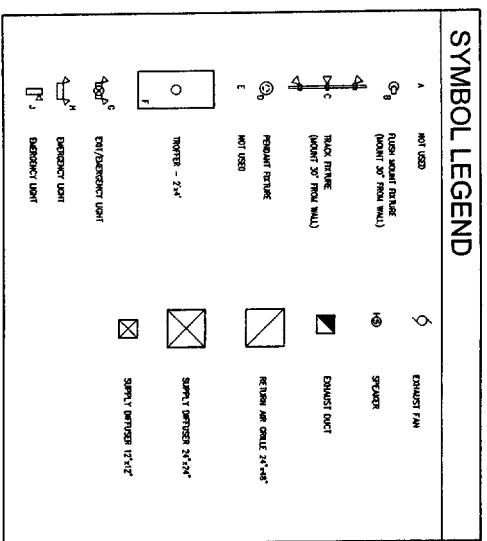 SYMBOL LEGEND
A NOT USED
B FLUSH MOUNT FIXTURE
(MOUNT 30" FROM WALL)
C TRACK FIXTURE
(MOUNT 30" FROM WALL)
D PENDANT FIXTURE
E NOT USED
F TROFFER - 2'x4'
G EXIT/EMERGENCY LIGHT
H EMERGENCY LIGHT
J EMERGENCY LIGHT
EXHAUST FAN
S SPEAKER
EXHAUST DUCT
RETURN AIR GRILLE 24"x48"
SUPPLY DIFFUSER 24"x24"
SUPPLY DIFFUSER 12"x12"